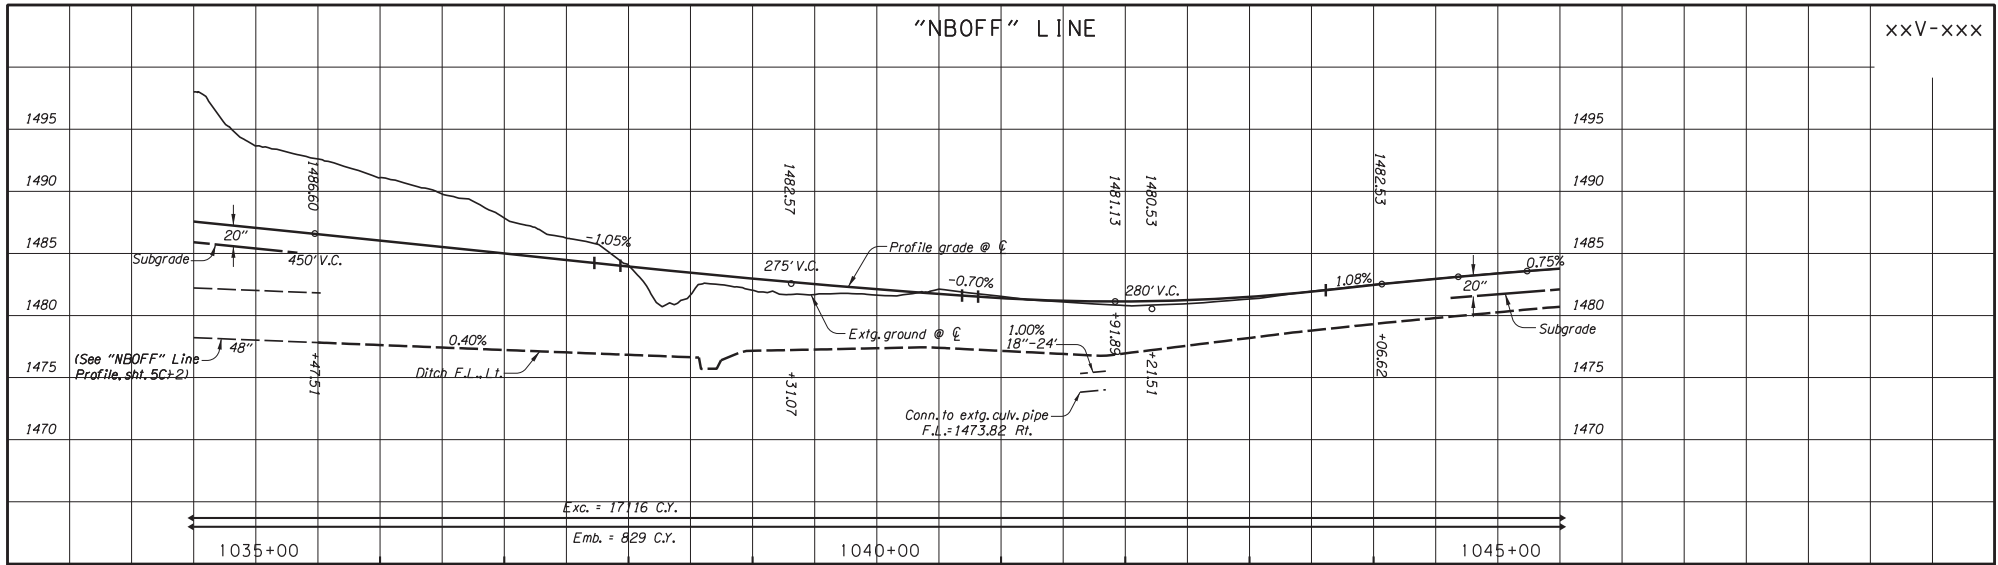 "NBOFF" LINE
xxV-xxx
1495
1495
1490
1490
1486.60
1482.57
1481.13
1480.53
1482.53
1485
1485
20"
Subgrade
450' V.C.
-1.05%
275' V.C.
Profile grade @ ℄
-0.70%
280' V.C.
1.08%
20"
0.75%
1480
1480
Subgrade
Extg. ground @ ℄
(See "NBOFF" Line
Profile, sht. 5C-2)
48"
+47.51
0.40%
Ditch F.L., Lt.
+31.07
1.00%
18"-24'
+91.89
+21.51
+06.62
1475
1475
Conn. to extg. culv. pipe
F.L.=1473.82 Rt.
1470
1470
Exc. = 17116 C.Y.
Emb. = 829 C.Y.
1035+00
1040+00
1045+00